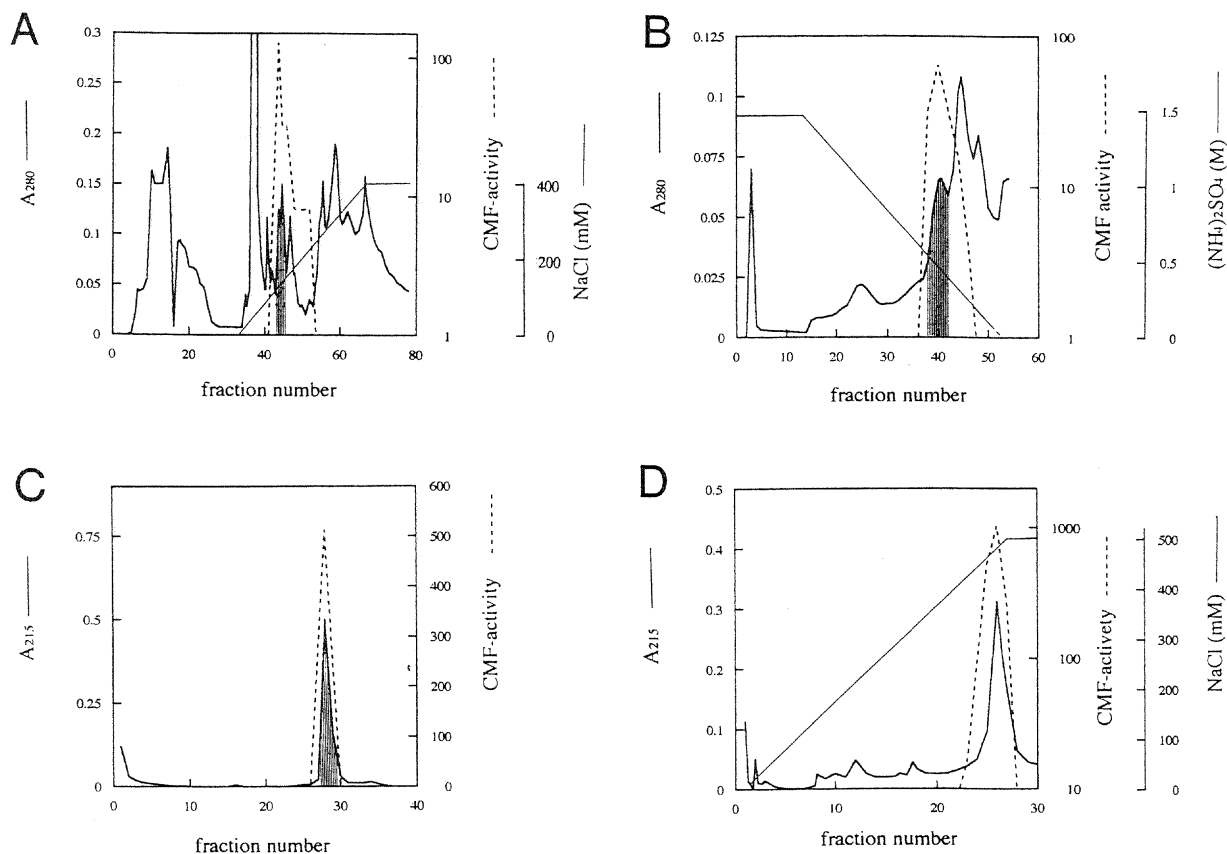 A
0.3
0.25
0.2
0.15
0.1
0.05
0
A280
0 20 40 60 80
fraction number
100
10
1
CMF-activity
400
200
0
NaCl (mM)
B
0.125
0.1
0.075
0.05
0.025
0
A280
0 10 20 30 40 50 60
fraction number
100
10
1
CMF activity
1.5
1
0.5
0
(NH4)2SO4 (M)
C
0.75
0.5
0.25
0
A215
0 10 20 30 40
fraction number
600
500
400
300
200
100
0
CMF-activity
D
0.5
0.4
0.3
0.2
0.1
0
A215
0 10 20 30
fraction number
1000
100
10
CMF-activety
500
400
300
200
100
0
NaCl (mM)